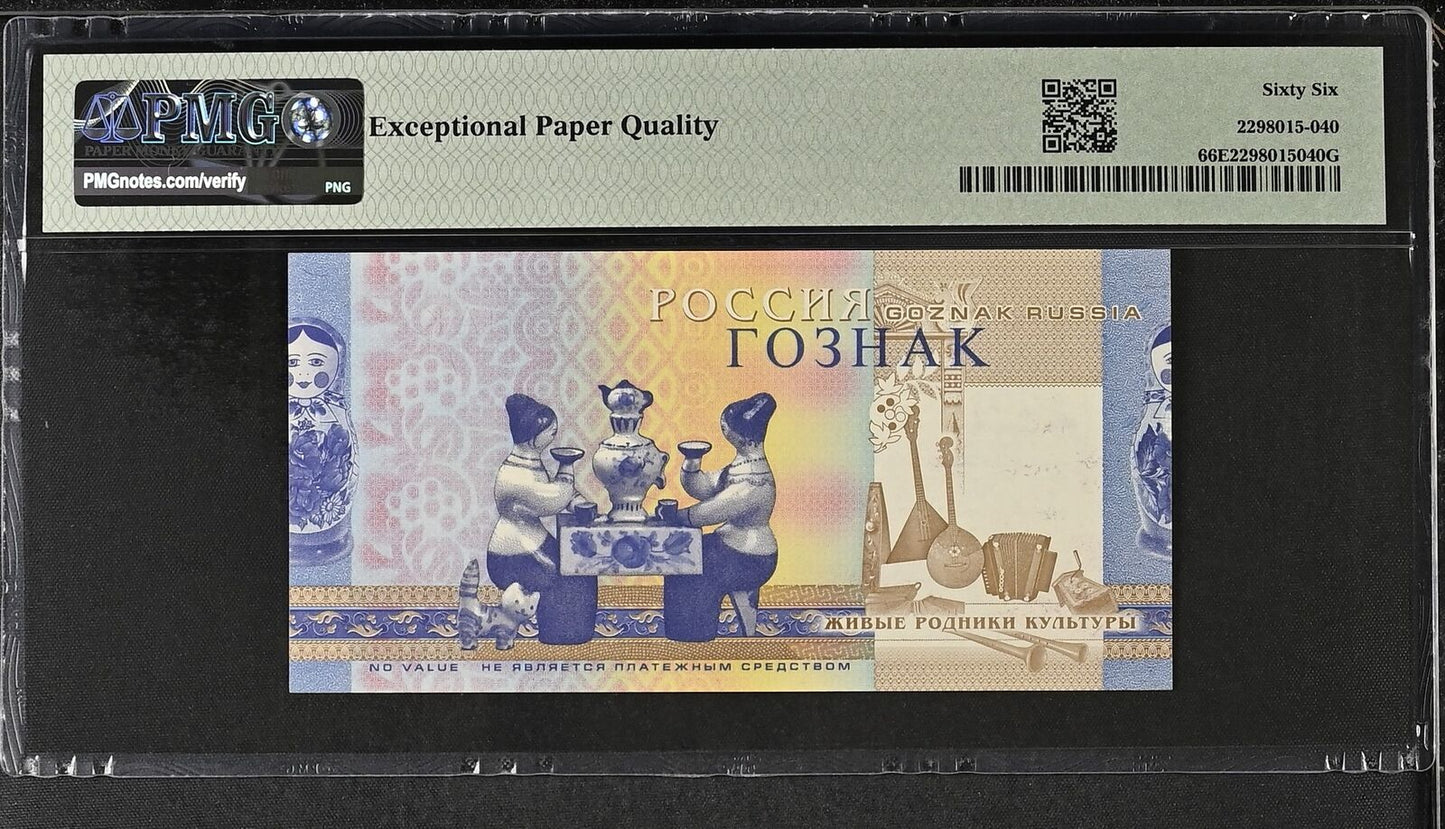 PMG
PAPER MONEY GUARANTY
PMGnotes.com/verify
PNG
Exceptional Paper Quality
Sixty Six
2298015-040
66E2298015040G
РОССИЯ
GOZNAK RUSSIA
ГОЗНАК
ЖИВЫЕ РОДНИКИ КУЛЬТУРЫ
NO VALUE НЕ ЯВЛЯЕТСЯ ПЛАТЕЖНЫМ СРЕДСТВОМ